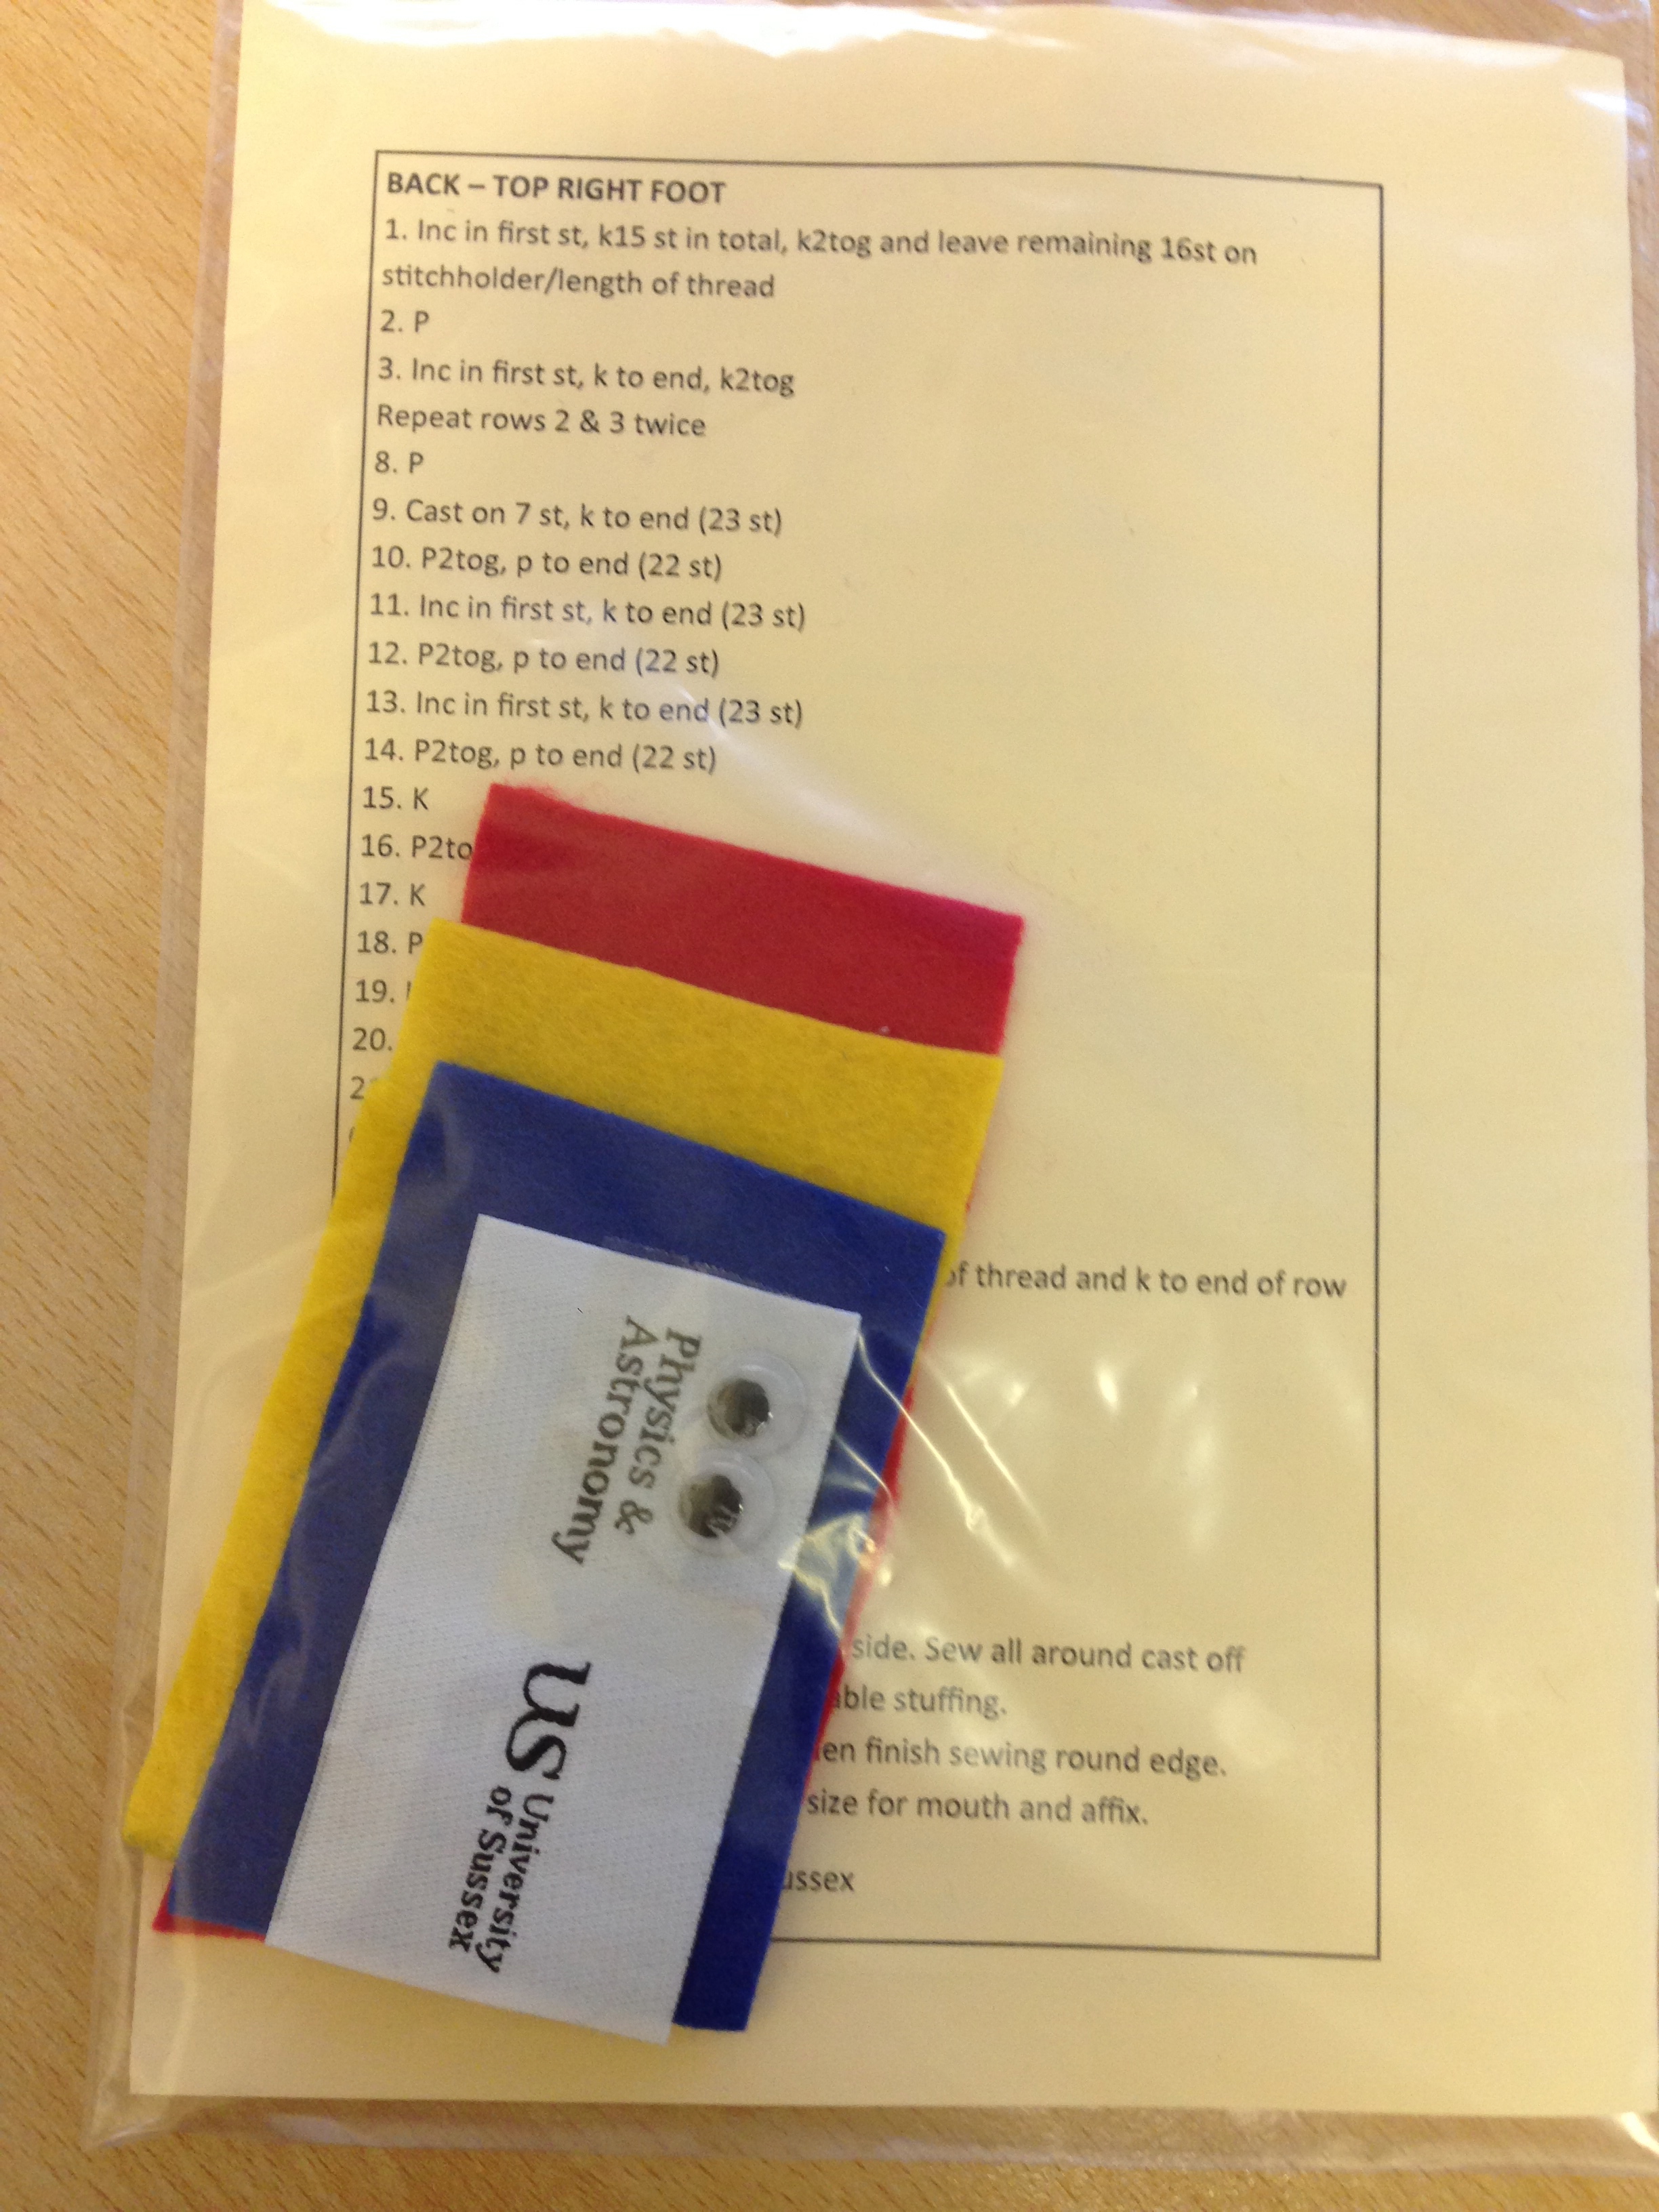 BACK – TOP RIGHT FOOT
1. Inc in first st, k15 st in total, k2tog and leave remaining 16st on
stitchholder/length of thread
2. P
3. Inc in first st, k to end, k2tog
Repeat rows 2 & 3 twice
8. P
9. Cast on 7 st, k to end (23 st)
10. P2tog, p to end (22 st)
11. Inc in first st, k to end (23 st)
12. P2tog, p to end (22 st)
13. Inc in first st, k to end (23 st)
14. P2tog, p to end (22 st)
15. K
16. P2to
17. K
18. P
19.
20.
of thread and k to end of row
side. Sew all around cast off
stuffing.
finish sewing round edge.
size for mouth and affix.
Physics &
Astronomy
US University
of Sussex